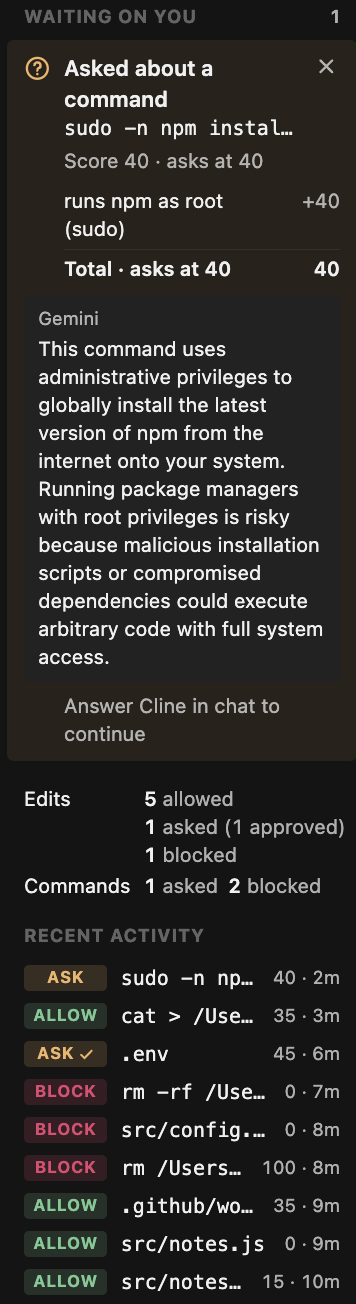 WAITING ON YOU 1
Asked about a
command
sudo -n npm instal…
Score 40 · asks at 40
runs npm as root +40
(sudo)
Total · asks at 40 40
Gemini
This command uses
administrative privileges to
globally install the latest
version of npm from the
internet onto your system.
Running package managers
with root privileges is risky
because malicious installation
scripts or compromised
dependencies could execute
arbitrary code with full system
access.
Answer Cline in chat to
continue
Edits 5 allowed
1 asked (1 approved)
1 blocked
Commands 1 asked 2 blocked
RECENT ACTIVITY
ASK sudo -n np… 40 · 2m
ALLOW cat > /Use… 35 · 3m
ASK ✓ .env 45 · 6m
BLOCK rm -rf /Use… 0 · 7m
BLOCK src/config.… 0 · 8m
BLOCK rm /Users… 100 · 8m
ALLOW .github/wo… 35 · 9m
ALLOW src/notes.js 0 · 9m
ALLOW src/notes… 15 · 10m